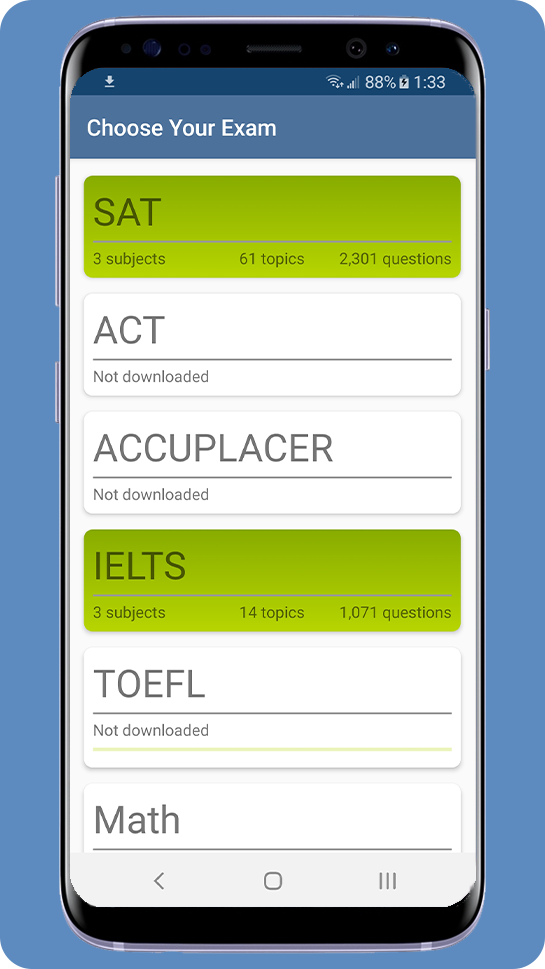 88% 1:33
Choose Your Exam
SAT
3 subjects 61 topics 2,301 questions
ACT
Not downloaded
ACCUPLACER
Not downloaded
IELTS
3 subjects 14 topics 1,071 questions
TOEFL
Not downloaded
Math